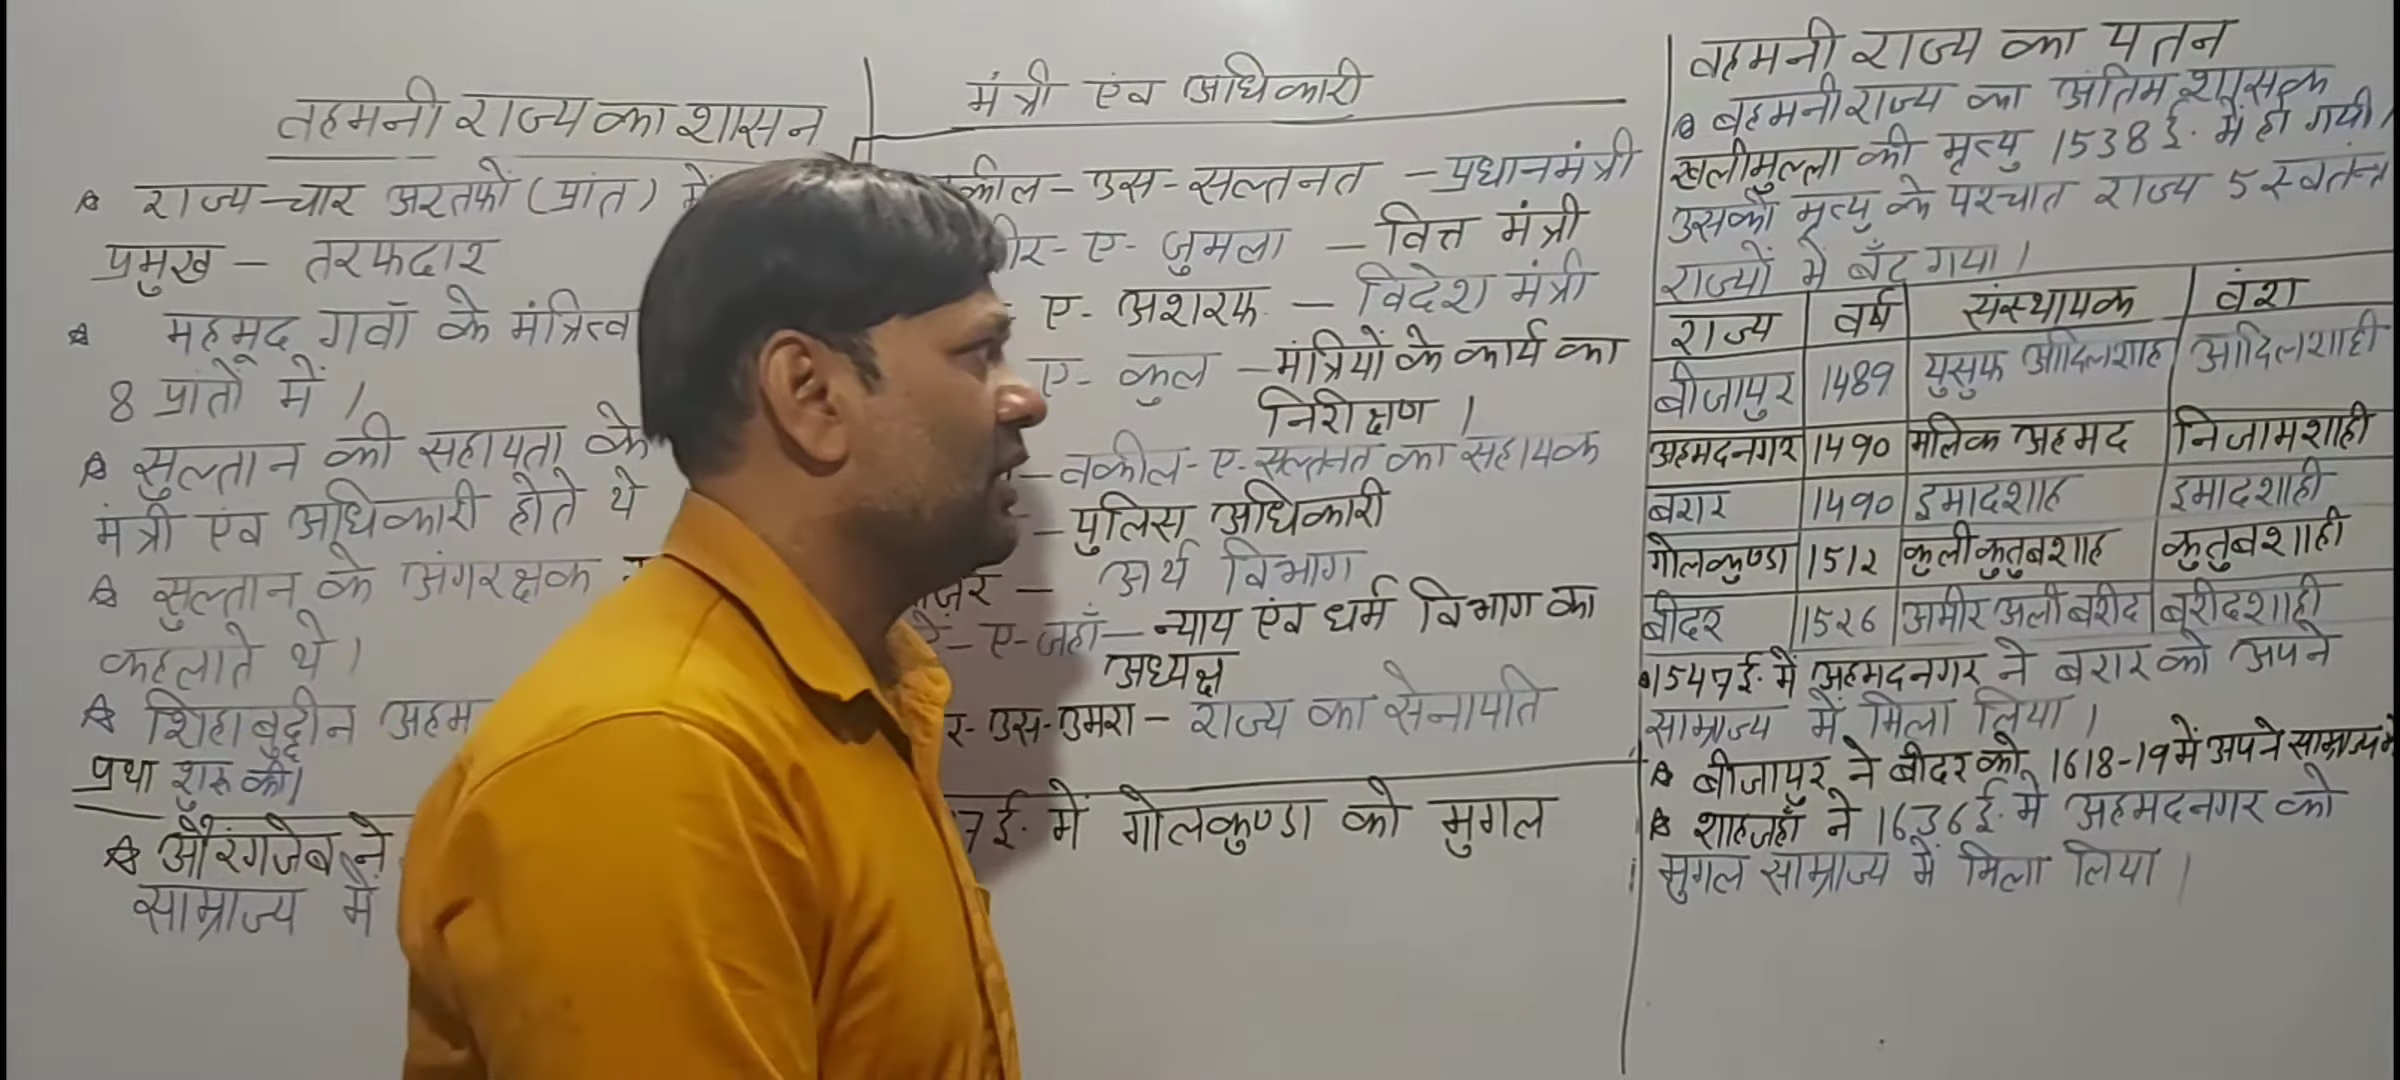 बहमनी राज्य का शासन
राज्य-चार अरतफों (प्रांत) में
प्रमुख - तरफदार
महमूद गवाँ के मंत्रित्व
8 प्रांतों में।
सुल्तान की सहायता के
मंत्री एंव अधिकारी होते थे
सुल्तान के अंगरक्षक
कहलाते थे।
शिहाबुद्दीन अहम
प्रथा शुरू की।
औरंगजेब ने
साम्राज्य में
मंत्री एंव अधिकारी
कील-उस-सल्तनत - प्रधानमंत्री
ीर-ए-जुमला - वित्त मंत्री
ए-अशरफ - विदेश मंत्री
ए-कुल - मंत्रियों के कार्य का
निरीक्षण।
- वकील-ए-सल्तनत का सहायक
- पुलिस अधिकारी
जर - अर्थ विभाग
-ए-जहाँ - न्याय एंव धर्म विभाग का
अध्यक्ष
र-उस-उमरा - राज्य का सेनापति
7 ई. में गोलकुण्डा को मुगल
बहमनी राज्य का पतन
बहमनी राज्य का अंतिम शासक
खलीमुल्ला की मृत्यु 1538 ई. में हो गयी।
उसकी मृत्यु के पश्चात राज्य 5 स्वतन्त्र
राज्यों में बँट गया।
राज्य वर्ष संस्थापक वंश
बीजापुर 1489 युसुफ आदिलशाह आदिलशाही
अहमदनगर 1490 मलिक अहमद निजामशाही
बरार 1490 इमादशाह इमादशाही
गोलकुण्डा 1512 कुलीकुतुबशाह कुतुबशाही
बीदर 1526 अमीर अली बरीद बरीदशाही
1547 ई. में अहमदनगर ने बरार को अपने
साम्राज्य में मिला लिया।
बीजापुर ने बीदर को 1618-19 में अपने साम्राज्य में
शाहजहाँ ने 1636 ई. में अहमदनगर को
मुगल साम्राज्य में मिला लिया।